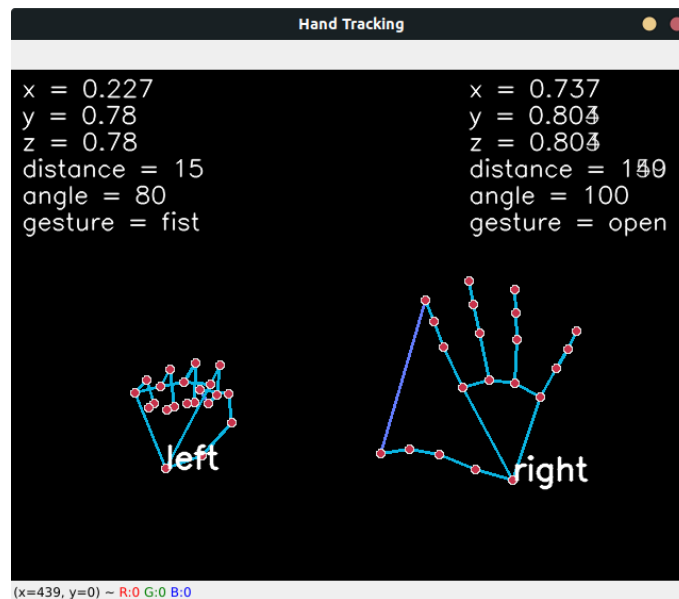 Hand Tracking
x = 0.227
y = 0.78
z = 0.78
distance = 15
angle = 80
gesture = fist
x = 0.737
y =
z =
distance =
angle = 100
gesture = open
left
right
(x=439, y=0) ~ R:0 G:0 B:0